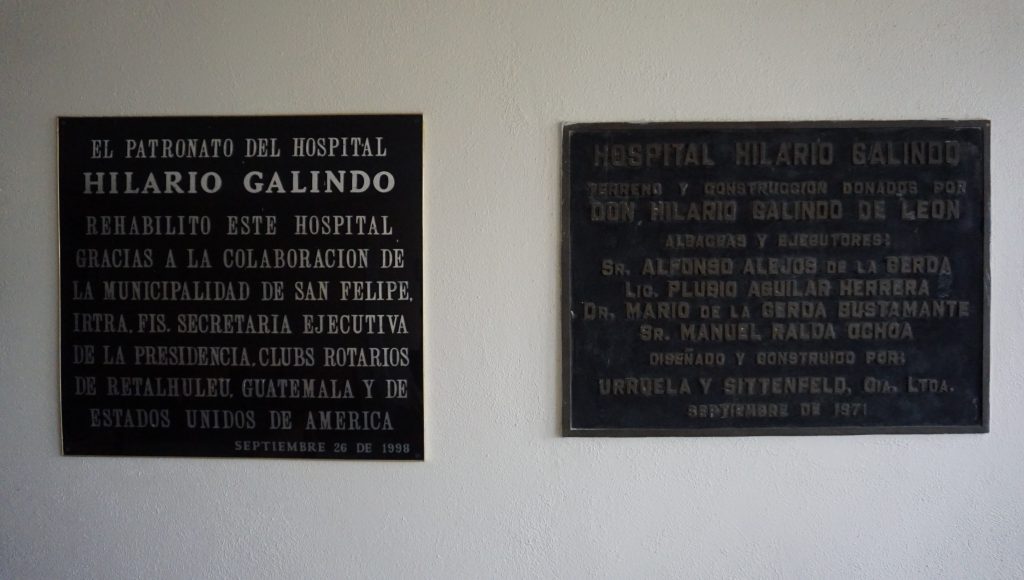 EL PATRONATO DEL HOSPITAL
HILARIO GALINDO
REHABILITO ESTE HOSPITAL
GRACIAS A LA COLABORACION DE
LA MUNICIPALIDAD DE SAN FELIPE,
IRTRA, FIS. SECRETARIA EJECUTIVA
DE LA PRESIDENCIA, CLUBS ROTARIOS
DE RETALHULEU, GUATEMALA Y DE
ESTADOS UNIDOS DE AMERICA
SEPTIEMBRE 26 DE 1998
HOSPITAL HILARIO GALINDO
TERRENO Y CONSTRUCCION DONADOS POR
DON HILARIO GALINDO DE LEON
ALBACEAS Y EJECUTORES:
SR. ALFONSO ALEJOS DE LA CERDA
LIC. PLUBIO AGUILAR HERRERA
DR. MARIO DE LA CERDA BUSTAMANTE
SR. MANUEL RALDA OCHOA
DISEÑADO Y CONSTRUIDO POR:
URRUELA Y SITTENFELD, CIA. LTDA.
SEPTIEMBRE DE 1971